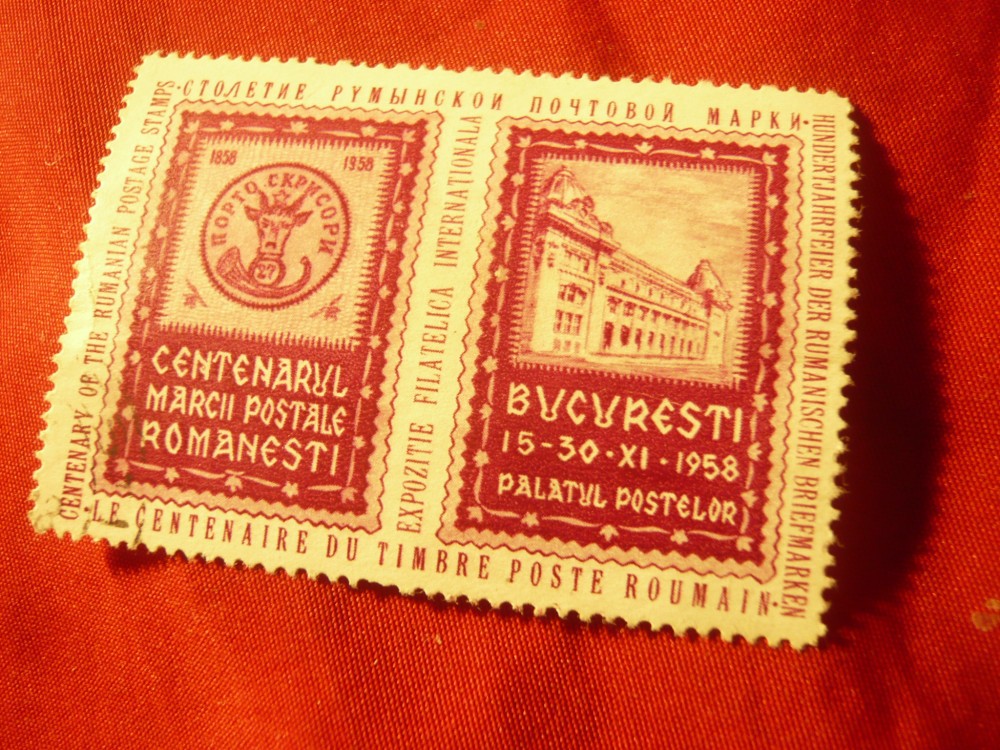 ·СТОЛЕТИЕ РУМЫНСКОЙ ПОЧТОВОЙ МАРКИ·
CENTENARY OF THE RUMANIAN POSTAGE STAMPS
1858 1958
ПОРТО СКРИСОРИ
27
CENTENARUL
MARCII POSTALE
ROMANESTI
EXPOZITIE FILATELICA INTERNATIONALA
BUCURESTI
15-30·XI·1958
PALATUL POSTELOR
HUNDERTJAHRFEIER DER RUMÄNISCHEN BRIEFMARKEN
·LE CENTENAIRE DU TIMBRE POSTE ROUMAIN·